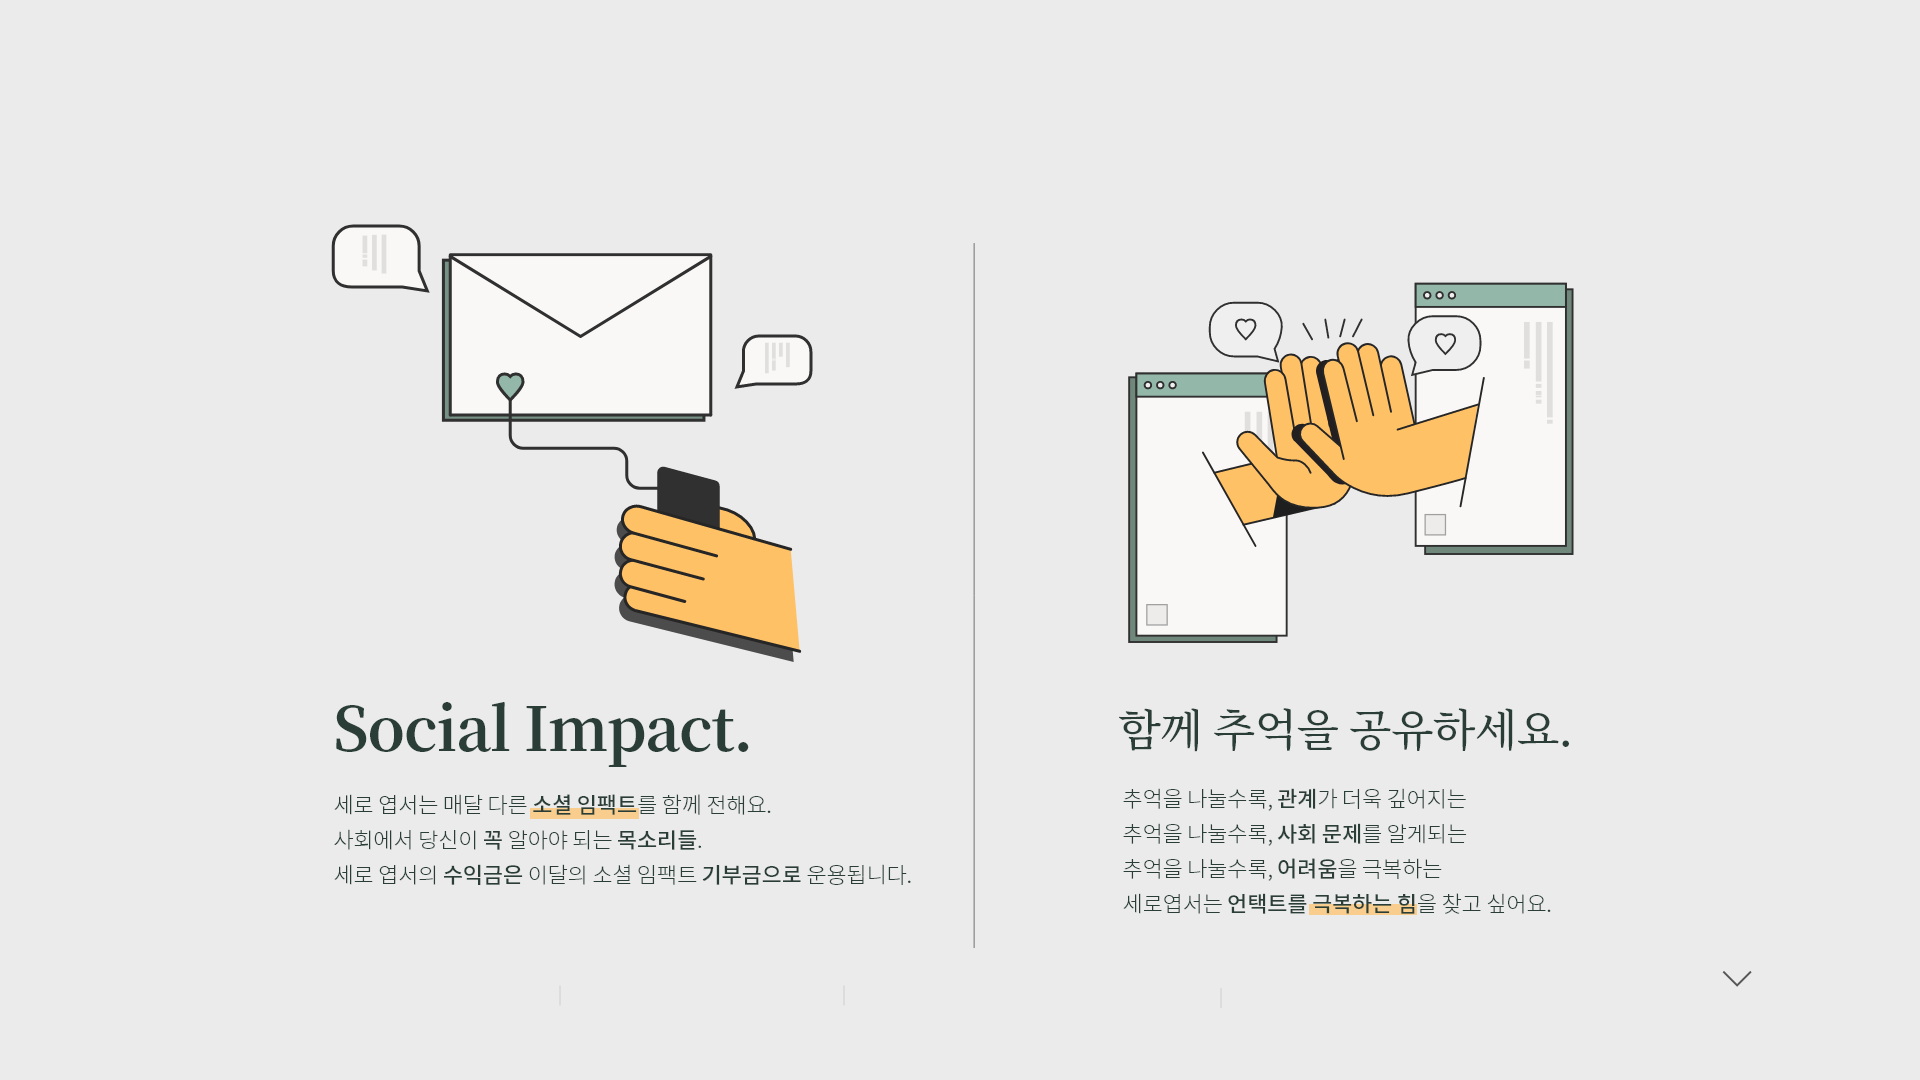 Social Impact.
세로 엽서는 매달 다른 소셜 임팩트를 함께 전해요.
사회에서 당신이 꼭 알아야 되는 목소리들.
세로 엽서의 수익금은 이달의 소셜 임팩트 기부금으로 운용됩니다.
함께 추억을 공유하세요.
추억을 나눌수록, 관계가 더욱 깊어지는
추억을 나눌수록, 사회 문제를 알게되는
추억을 나눌수록, 어려움을 극복하는
세로엽서는 언택트를 극복하는 힘을 찾고 싶어요.